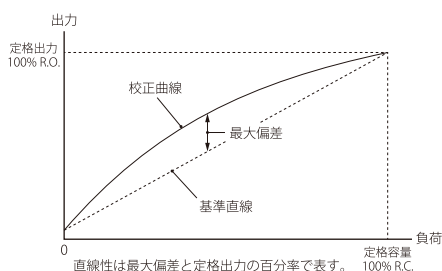 出力
定格出力
100% R.O.
校正曲線
最大偏差
基準直線
負荷
0
定格容量
100% R.C.
直線性は最大偏差と定格出力の百分率で表す。